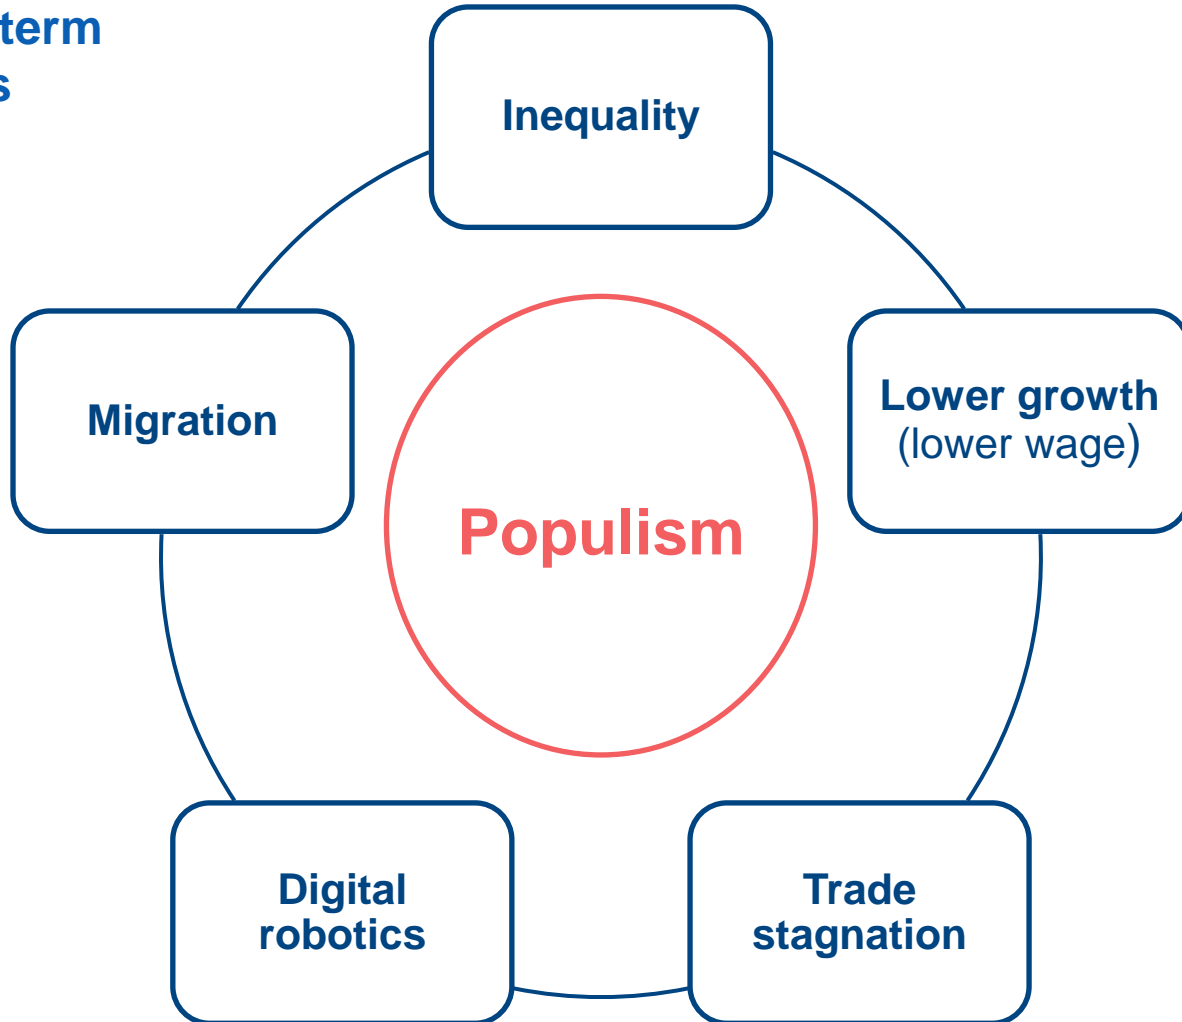 term
s
Inequality
Migration
Lower growth
(lower wage)
Populism
Digital
robotics
Trade
stagnation